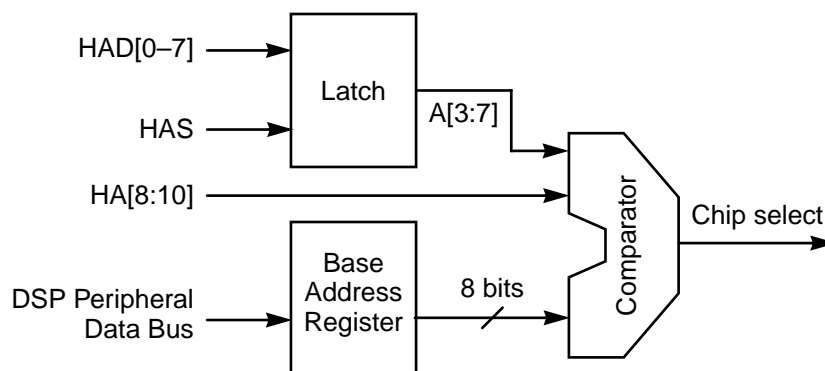 HAD[0–7]
Latch
A[3:7]
HAS
HA[8:10]
Comparator
Chip select
Base
Address
Register
8 bits
DSP Peripheral
Data Bus